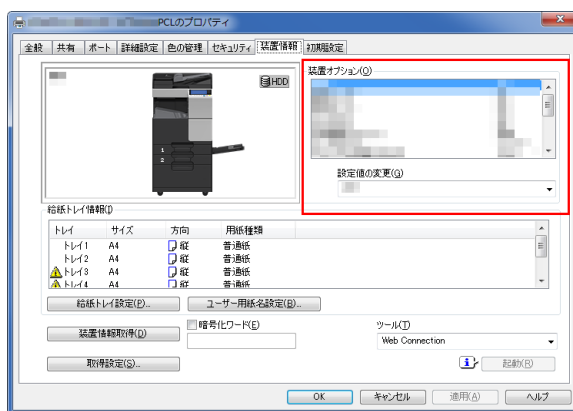 PCLのプロパティ
全般 共有 ポート 詳細設定 色の管理 セキュリティ 装置情報 初期設定
HDD
装置オプション(O)
1
2
設定値の変更(G)
給紙トレイ情報(I)
トレイ サイズ 方向 用紙種類
トレイ1 A4 縦 普通紙
トレイ2 A4 縦 普通紙
トレイ3 A4 縦 普通紙
トレイ4 A4 縦 普通紙
給紙トレイ設定(P)... ユーザー用紙名設定(B)...
装置情報取得(D) 暗号化ワード(E) ツール(T)
Web Connection
取得設定(S)... 起動(R)
OK キャンセル 適用(A) ヘルプ